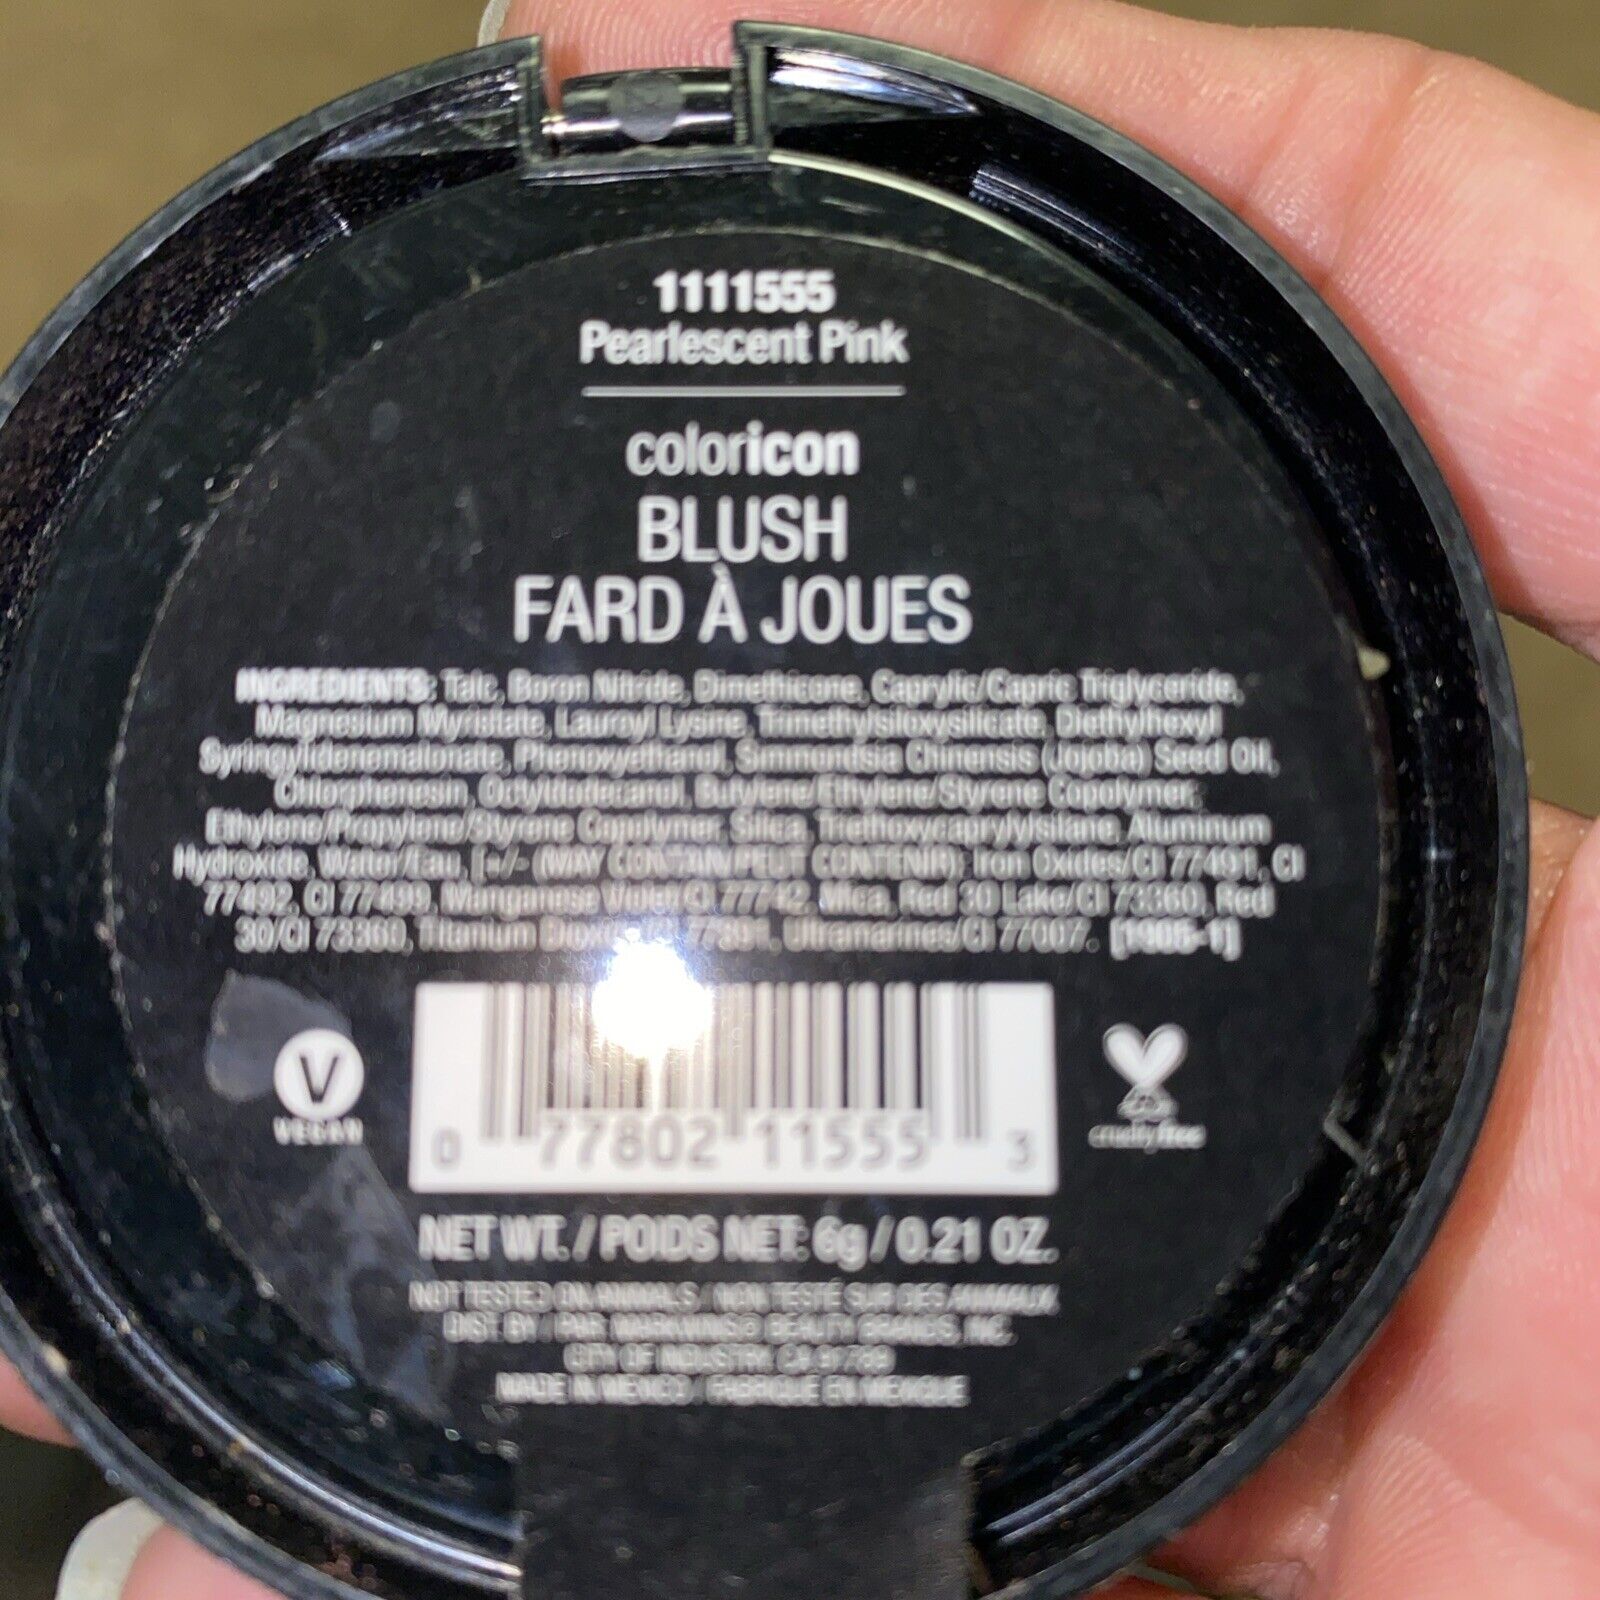 1111555
Pearlescent Pink
coloricon
BLUSH
FARD À JOUES
INGREDIENTS: Talc, Boron Nitride, Dimethicone, Caprylic/Capric Triglyceride,
Magnesium Myristate, Lauroyl Lysine, Trimethylsiloxysilicate, Diethylhexyl
Syringylidenemalonate, Phenoxyethanol, Simmondsia Chinensis (Jojoba) Seed Oil,
Chlorphenesin, Octyldodecanol, Butylene/Ethylene/Styrene Copolymer,
Ethylene/Propylene/Styrene Copolymer, Silica, Triethoxycaprylylsilane, Aluminum
Hydroxide, Water/Eau, [+/- (MAY CONTAIN/PEUT CONTENIR): Iron Oxides/CI 77491, CI
77492, CI 77499, Manganese Violet/CI 77742, Mica, Red 30 Lake/CI 73360, Red
30/CI 73360, Titanium 77891, Ultramarines/CI 77007. [1905-1]
V
VEGAN
0 77802 11555 3
cruelty free
NET WT. / POIDS NET: 6g / 0.21 OZ.
NOT TESTED ON ANIMALS / NON TESTÉ SUR DES ANIMAUX
DIST. BY / PAR MARKWINS® BEAUTY BRANDS, INC.
CITY OF INDUSTRY, CA 91789
MADE IN MEXICO / FABRIQUÉ EN MEXIQUE